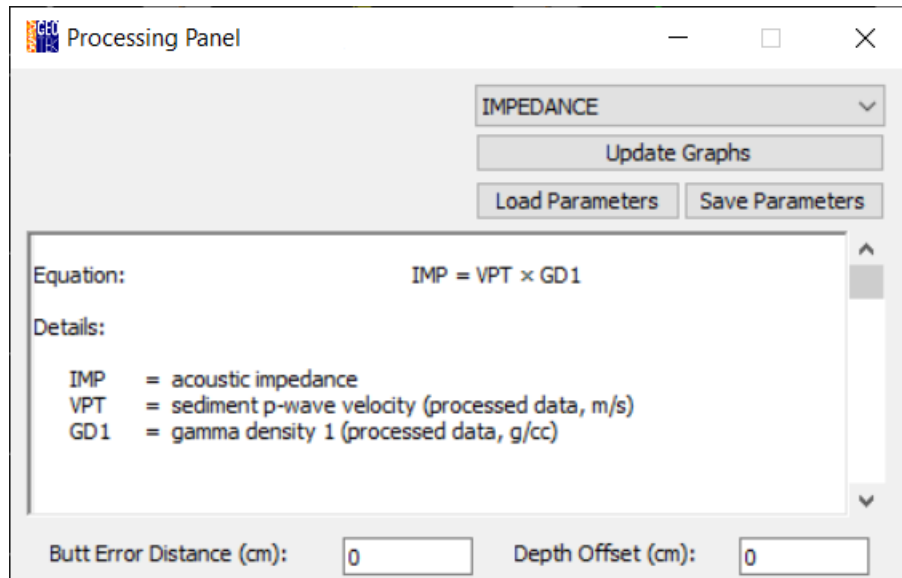 GEO
TEK
Processing Panel
IMPEDANCE
Update Graphs
Load Parameters Save Parameters
Equation: IMP = VPT × GD1
Details:
IMP = acoustic impedance
VPT = sediment p-wave velocity (processed data, m/s)
GD1 = gamma density 1 (processed data, g/cc)
Butt Error Distance (cm): 0 Depth Offset (cm): 0